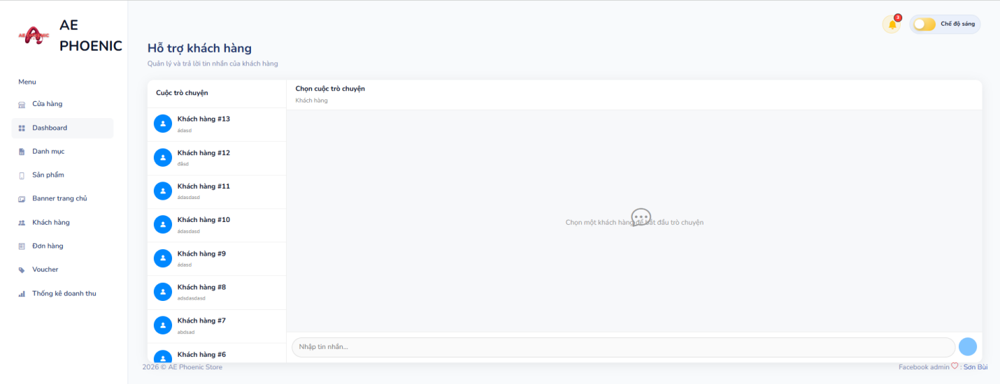 AE PHOENIC
AE
PHOENIC
3
Chế độ sáng
Hỗ trợ khách hàng
Quản lý và trả lời tin nhắn của khách hàng
Menu
Cửa hàng
Dashboard
Danh mục
Sản phẩm
Banner trang chủ
Khách hàng
Đơn hàng
Voucher
Thống kê doanh thu
Cuộc trò chuyện
Khách hàng #13
ádasd
Khách hàng #12
đâsd
Khách hàng #11
ádasdasd
Khách hàng #10
ádasdasd
Khách hàng #9
ádasd
Khách hàng #8
adsdasdasd
Khách hàng #7
abdsad
Khách hàng #6
Chọn cuộc trò chuyện
Khách hàng
Chọn một khách hàng để bắt đầu trò chuyện
Nhập tin nhắn...
2026 © AE Phoenic Store
Facebook admin : Sơn Bùi